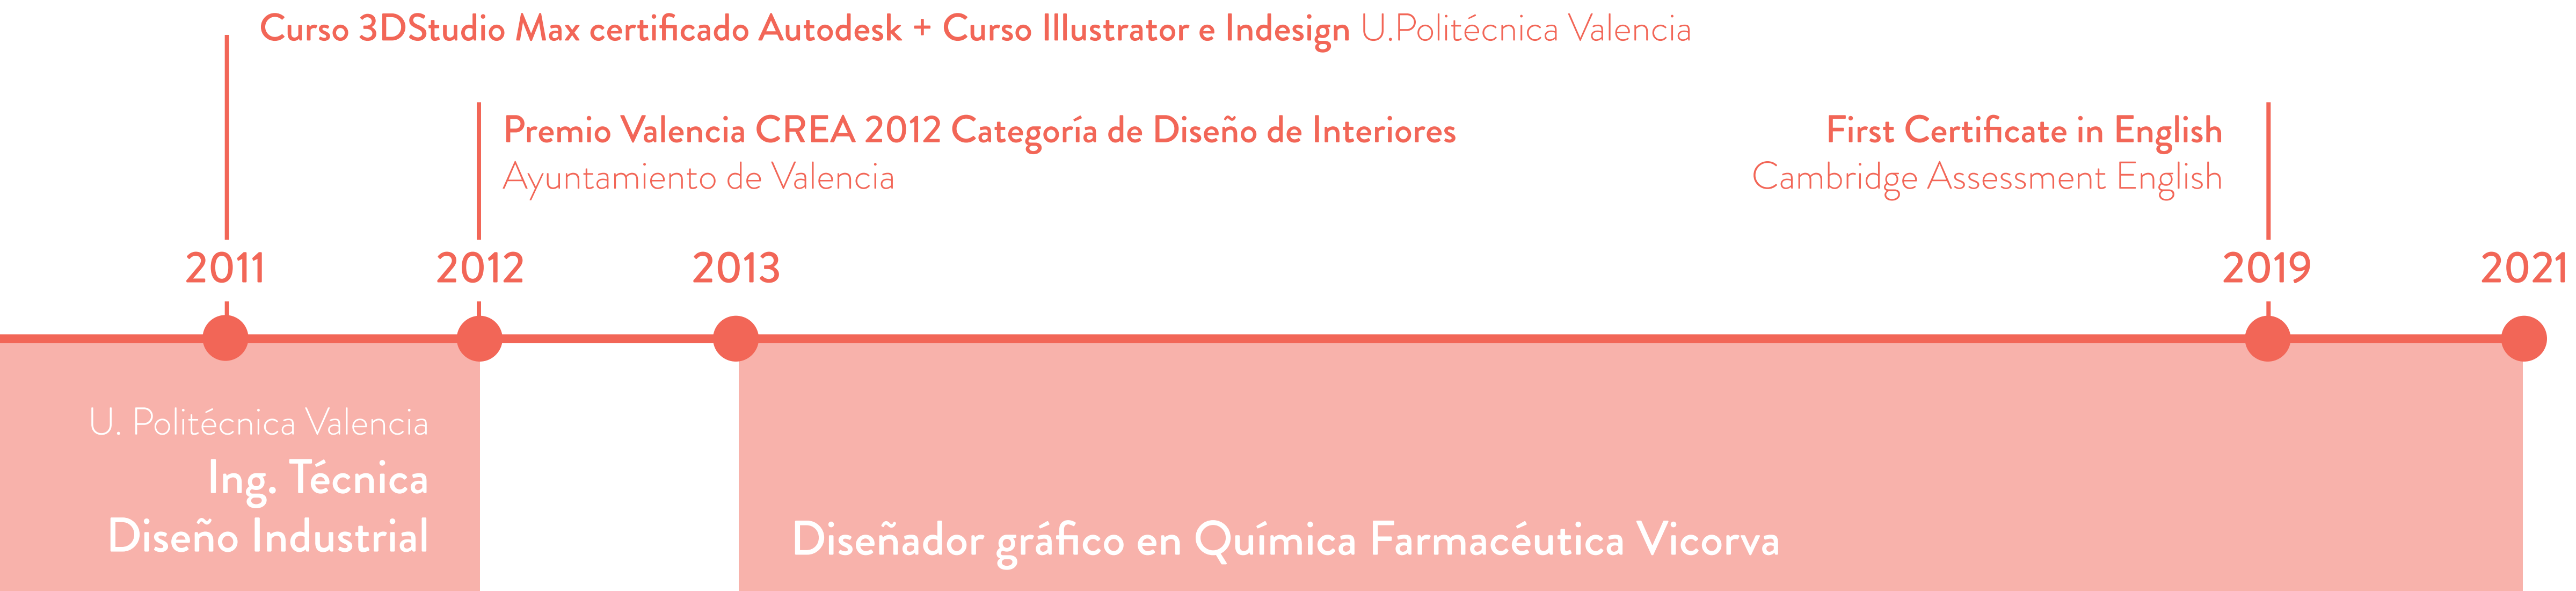 Curso 3DStudio Max certificado Autodesk + Curso Illustrator e Indesign U.Politécnica Valencia
Premio Valencia CREA 2012 Categoría de Diseño de Interiores
Ayuntamiento de Valencia
First Certificate in English
Cambridge Assessment English
2011
2012
2013
2019
2021
U. Politécnica Valencia
Ing. Técnica
Diseño Industrial
Diseñador gráfico en Química Farmacéutica Vicorva